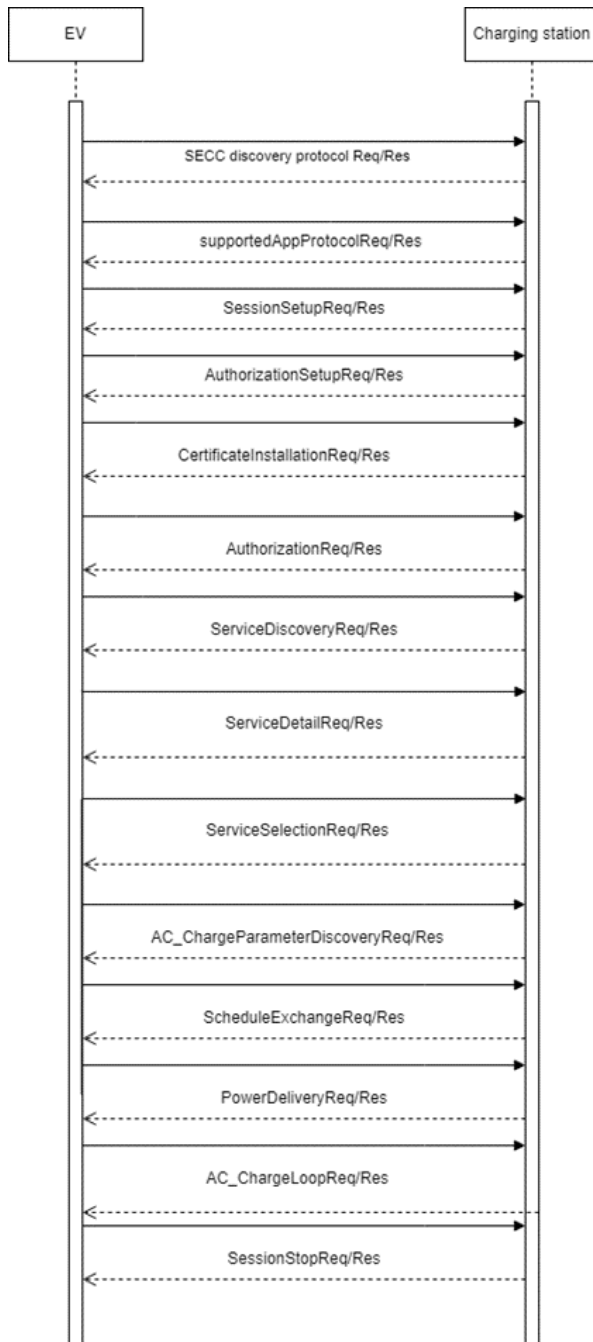 EV
Charging station
SECC discovery protocol Req/Res
supportedAppProtocolReq/Res
SessionSetupReq/Res
AuthorizationSetupReq/Res
CertificateInstallationReq/Res
AuthorizationReq/Res
ServiceDiscoveryReq/Res
ServiceDetailReq/Res
ServiceSelectionReq/Res
AC_ChargeParameterDiscoveryReq/Res
ScheduleExchangeReq/Res
PowerDeliveryReq/Res
AC_ChargeLoopReq/Res
SessionStopReq/Res